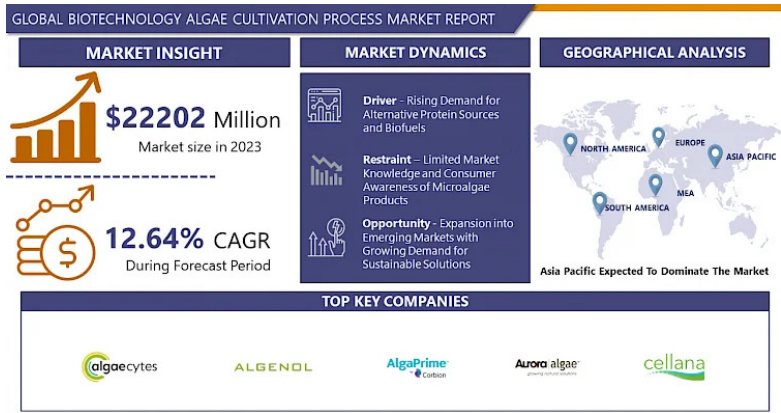 GLOBAL BIOTECHNOLOGY ALGAE CULTIVATION PROCESS MARKET REPORT
MARKET INSIGHT
$22202 Million
Market size in 2023
12.64% CAGR
During Forecast Period
MARKET DYNAMICS
Driver - Rising Demand for
Alternative Protein Sources
and Biofuels
Restraint – Limited Market
Knowledge and Consumer
Awareness of Microalgae
Products
Opportunity - Expansion into
Emerging Markets with
Growing Demand for
Sustainable Solutions
GEOGRAPHICAL ANALYSIS
NORTH AMERICA
EUROPE
ASIA PACIFIC
MEA
SOUTH AMERICA
Asia Pacific Expected To Dominate The Market
TOP KEY COMPANIES
algaecytes
ALGENOL
AlgaPrime
Corbion
Aurora algae
growing natural solutions
cellana